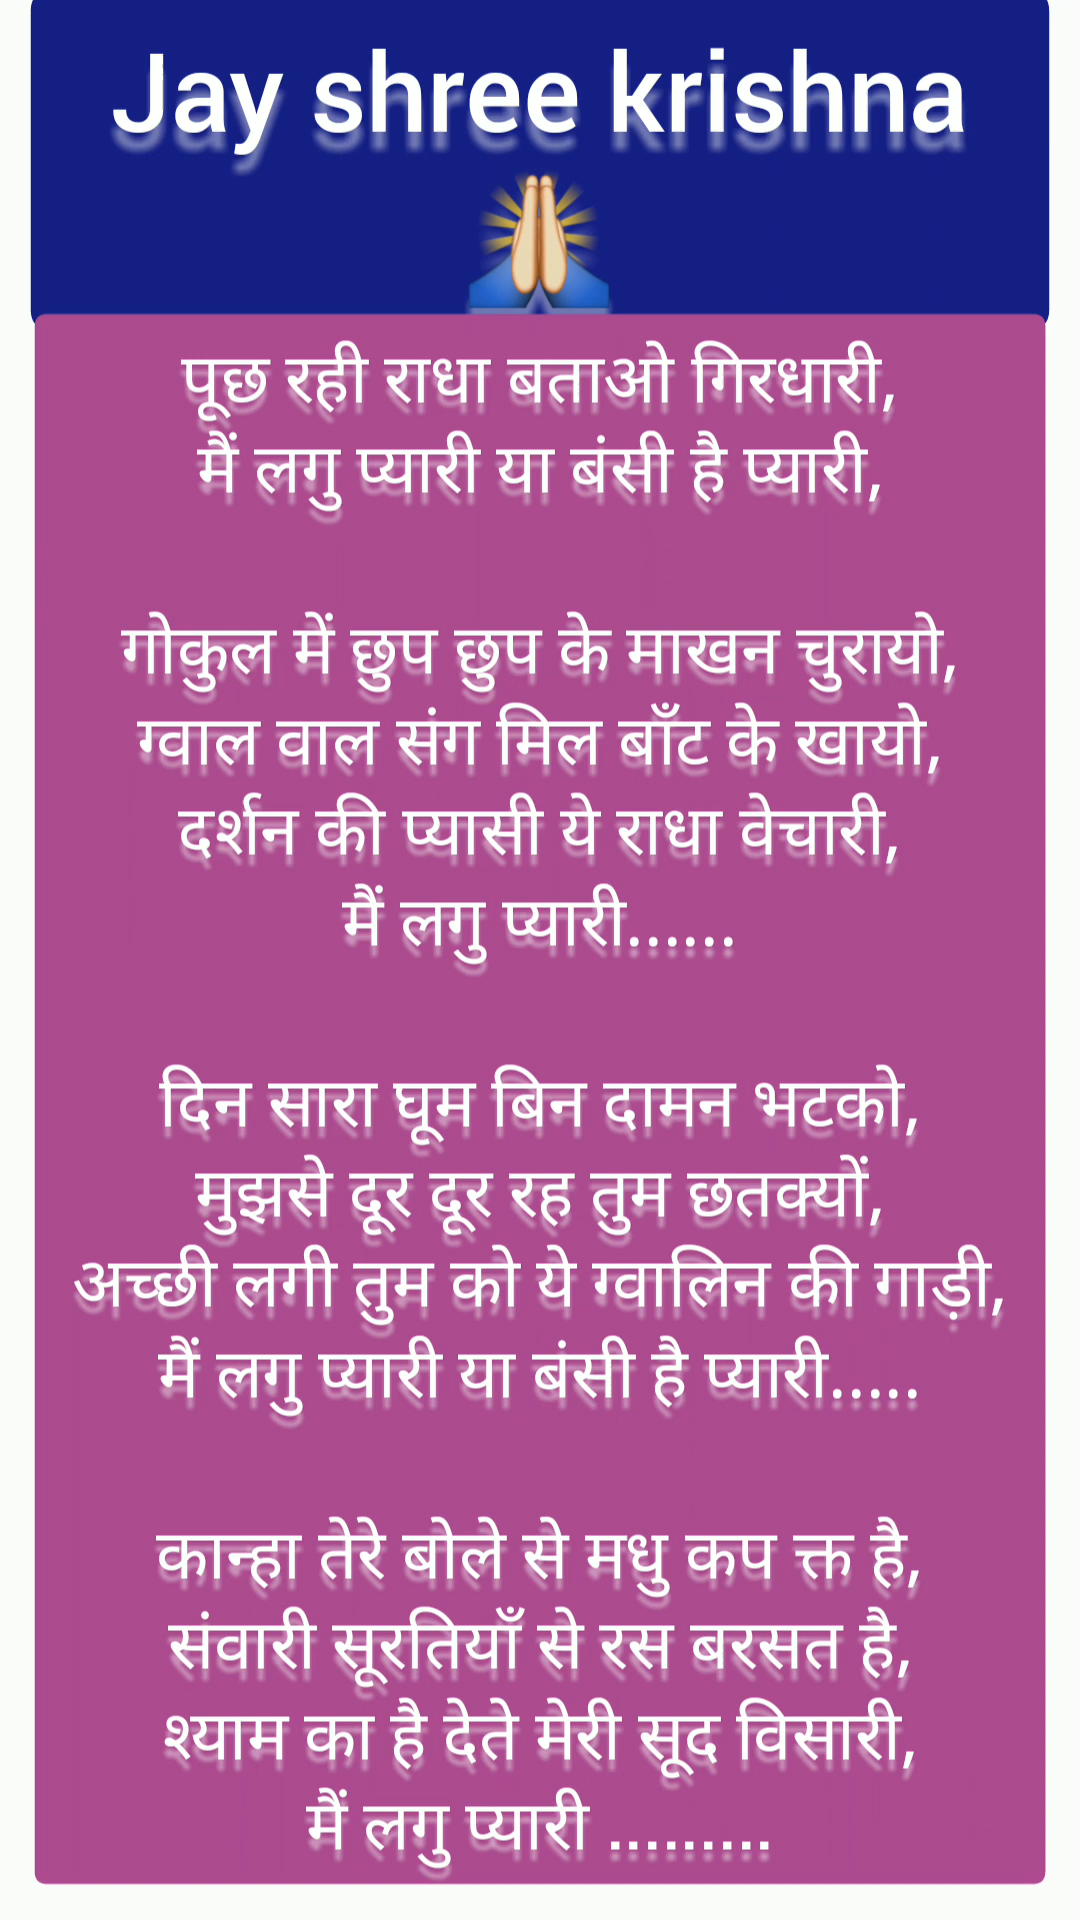 Jay shree krishna
पूछ रही राधा बताओ गिरधारी,
मैं लगु प्यारी या बंसी है प्यारी,
गोकुल में छुप छुप के माखन चुरायो,
ग्वाल वाल संग मिल बाँट के खायो,
दर्शन की प्यासी ये राधा वेचारी,
मैं लगु प्यारी......
दिन सारा घूम बिन दामन भटको,
मुझसे दूर दूर रह तुम छतक्यों,
अच्छी लगी तुम को ये ग्वालिन की गाड़ी,
मैं लगु प्यारी या बंसी है प्यारी.....
कान्हा तेरे बोले से मधु कप क्त है,
संवारी सूरतियाँ से रस बरसत है,
श्याम का है देते मेरी सूद विसारी,
मैं लगु प्यारी .........